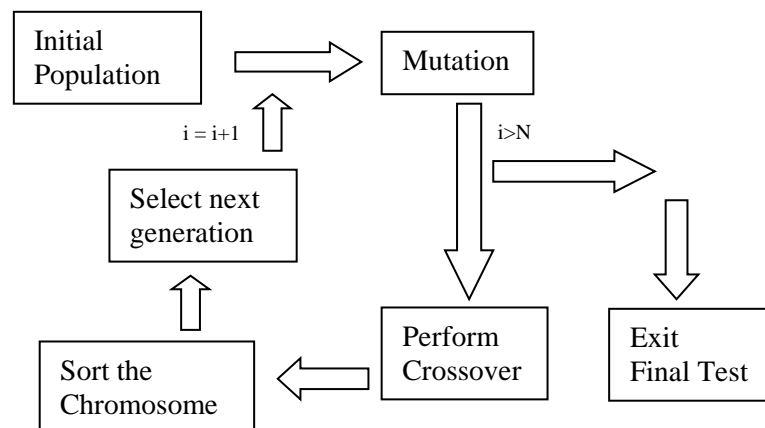 Initial
Population
Mutation
i = i+1
i>N
Select next
generation
Perform
Crossover
Exit
Final Test
Sort the
Chromosome